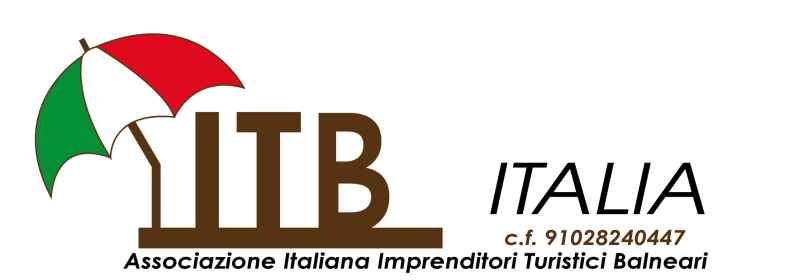 ITB
ITALIA
c.f. 91028240447
Associazione Italiana Imprenditori Turistici Balneari